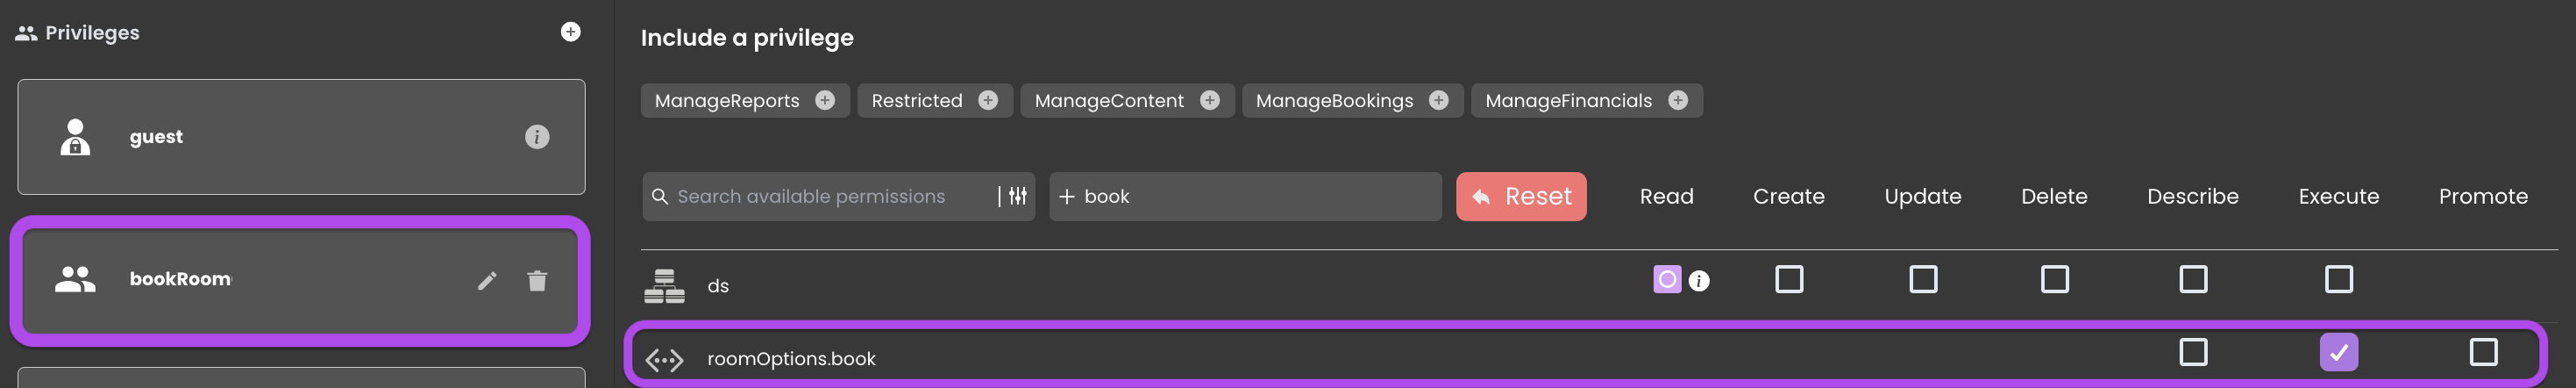 Privileges
guest
bookRoom
Include a privilege
ManageReports Restricted ManageContent ManageBookings ManageFinancials
Search available permissions book Reset Read Create Update Delete Describe Execute Promote
ds
roomOptions.book